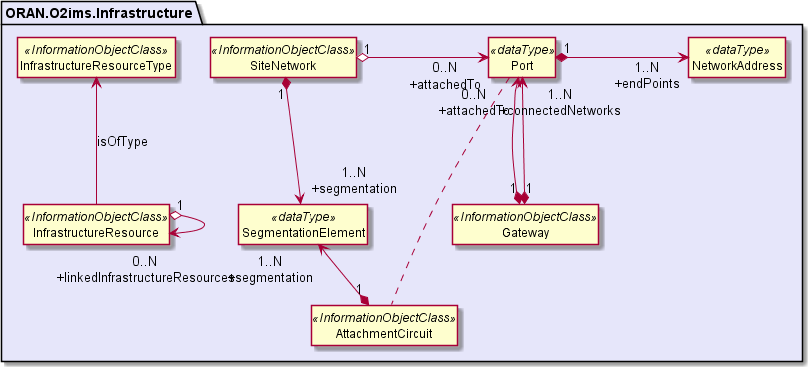 ORAN.O2ims.Infrastructure
«InformationObjectClass»
InfrastructureResourceType
«InformationObjectClass»
SiteNetwork
1
0..N
+attachedTo
«dataType»
Port
1
1..N
+endPoints
«dataType»
NetworkAddress
0..N
+attachedTo
1..N
+connectedNetworks
1
isOfType
1..N
+segmentation
«InformationObjectClass»
InfrastructureResource
1
0..N
+linkedInfrastructureResources
«dataType»
SegmentationElement
1..N
+segmentation
1
1
1
«InformationObjectClass»
Gateway
«InformationObjectClass»
AttachmentCircuit